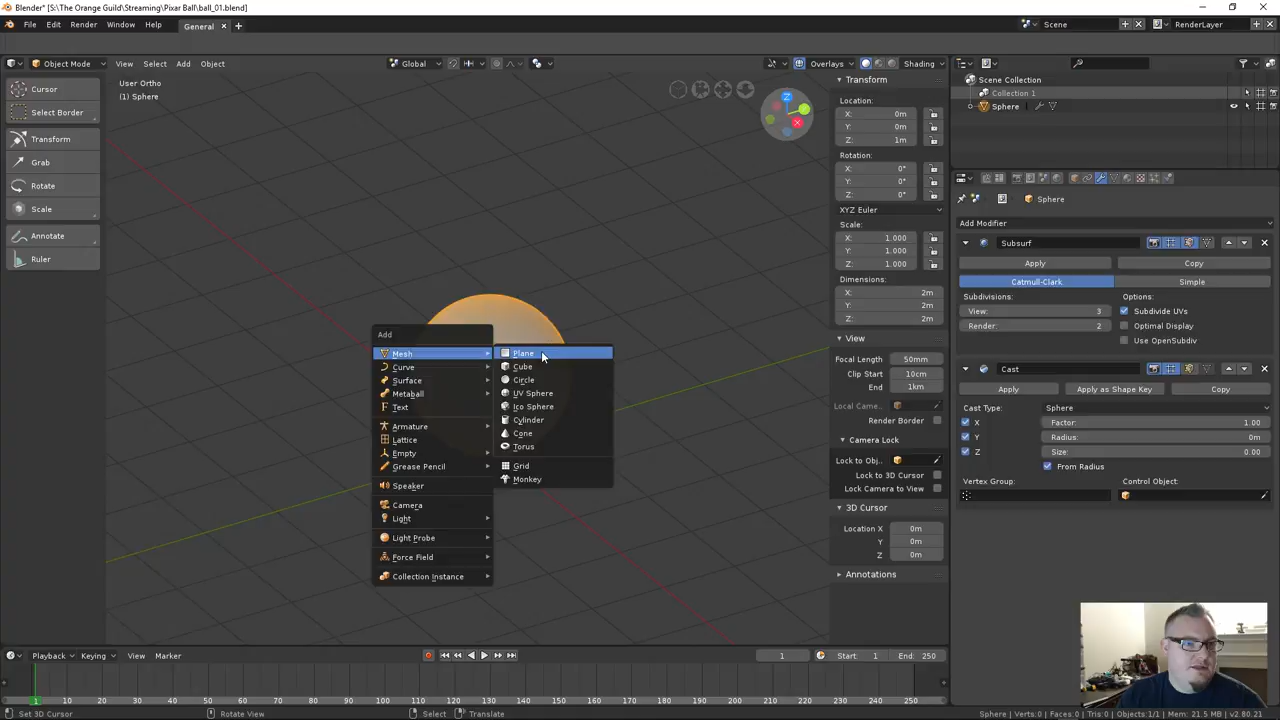 Blender* [S:\The Orange Guild\Streaming\Pixar Ball\ball_01.blend]
File Edit Render Window Help General
Scene RenderLayer
Object Mode View Select Add Object Global Overlays Shading
Cursor
Select Border
Transform
Grab
Rotate
Scale
Annotate
Ruler
User Ortho
(1) Sphere
Z
Add
Mesh
Curve
Surface
Metaball
Text
Armature
Lattice
Empty
Grease Pencil
Speaker
Camera
Light
Light Probe
Force Field
Collection Instance
Plane
Cube
Circle
UV Sphere
Ico Sphere
Cylinder
Cone
Torus
Grid
Monkey
Transform
Location:
X: 0m
Y: 0m
Z: 1m
Rotation:
X: 0°
Y: 0°
Z: 0°
XYZ Euler
Scale:
X: 1.000
Y: 1.000
Z: 1.000
Dimensions:
X: 2m
Y: 2m
Z: 2m
View
Focal Length 50mm
Clip Start 10cm
End 1km
Local Came..
Render Border
Camera Lock
Lock to Obj..
Lock to 3D Cursor
Lock Camera to View
3D Cursor
Location X 0m
Y 0m
Z 0m
Annotations
Scene Collection
Collection 1
Sphere
Sphere
Add Modifier
Subsurf
Apply Copy
Catmull-Clark Simple
Subdivisions: Options:
View: 3 Subdivide UVs
Render: 2 Optimal Display
Use OpenSubdiv
Cast
Apply Apply as Shape Key Copy
Cast Type: Sphere
X Factor: 1.00
Y Radius: 0m
Z Size: 0.00
From Radius
Vertex Group: Control Object:
Playback Keying View Marker 1 Start: 1 End: 250
1 10 20 30 40 50 60 70 80 90 100 110 120 130 140 150 160 170 180 190 200 210 220 230 240 250
Set 3D Cursor Rotate View Select Translate Sphere | Verts:0 | Faces:0 | Tris:0 | Objects:1/1 | Mem: 21.5 MB | v2.80.21